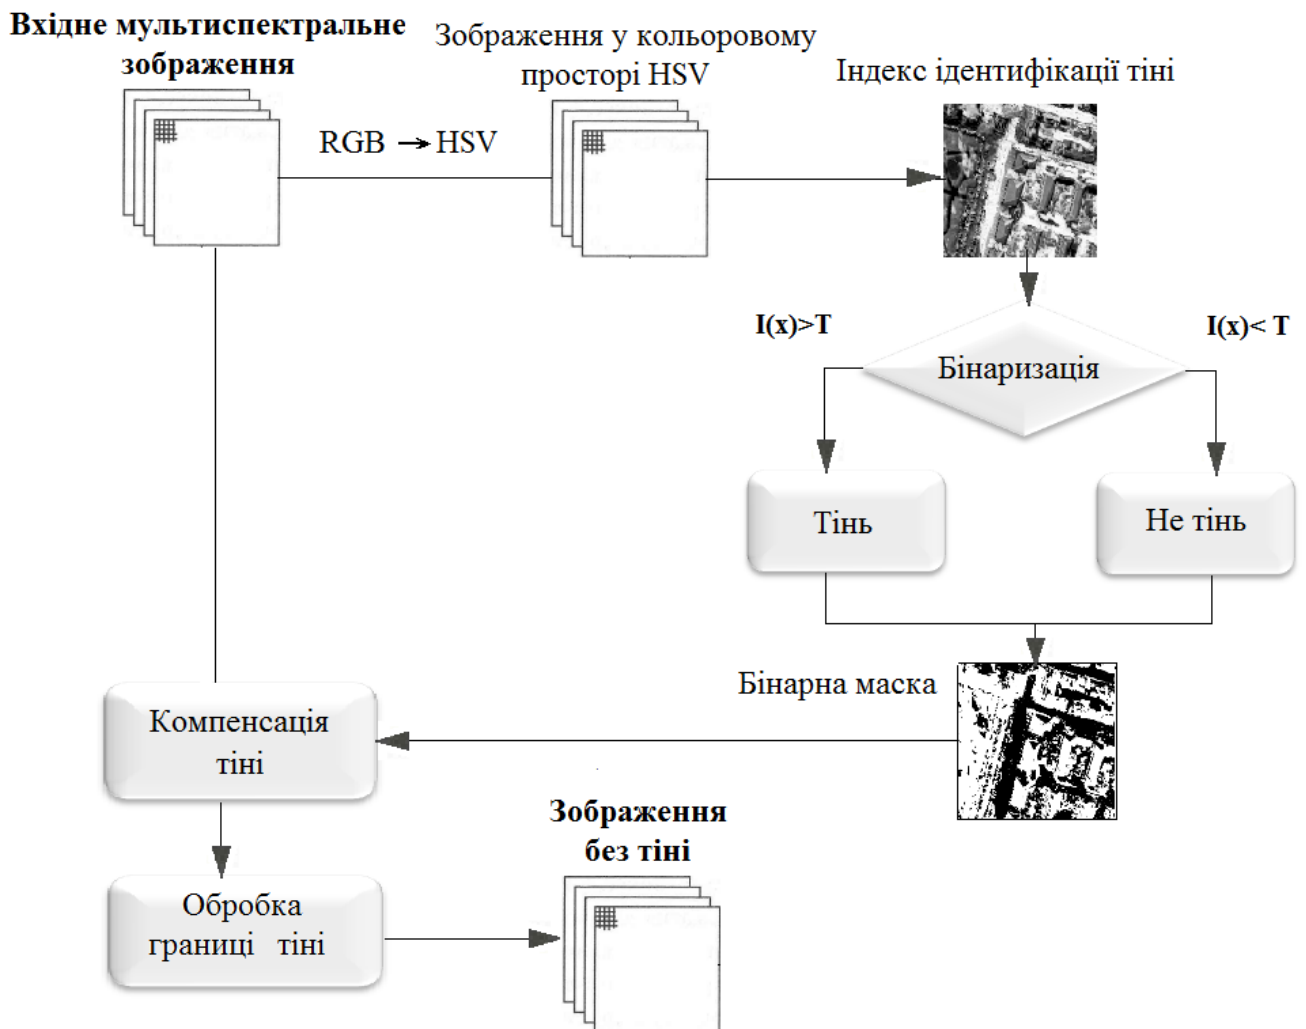 Вхідне мультиспектральне
зображення
Зображення у кольоровому
просторі HSV
Індекс ідентифікації тіні
RGB → HSV
I(x)>T
I(x)< T
Бінаризація
Тінь
Не тінь
Бінарна маска
Компенсація
тіні
Зображення
без тіні
Обробка
границі тіні